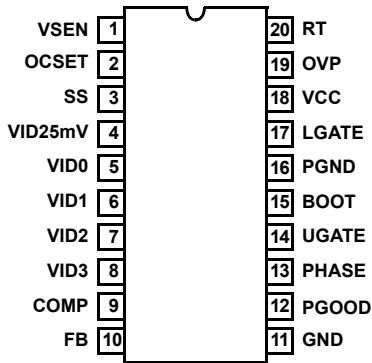 VSEN 1 20 RT
OCSET 2 19 OVP
SS 3 18 VCC
VID25mV 4 17 LGATE
VID0 5 16 PGND
VID1 6 15 BOOT
VID2 7 14 UGATE
VID3 8 13 PHASE
COMP 9 12 PGOOD
FB 10 11 GND